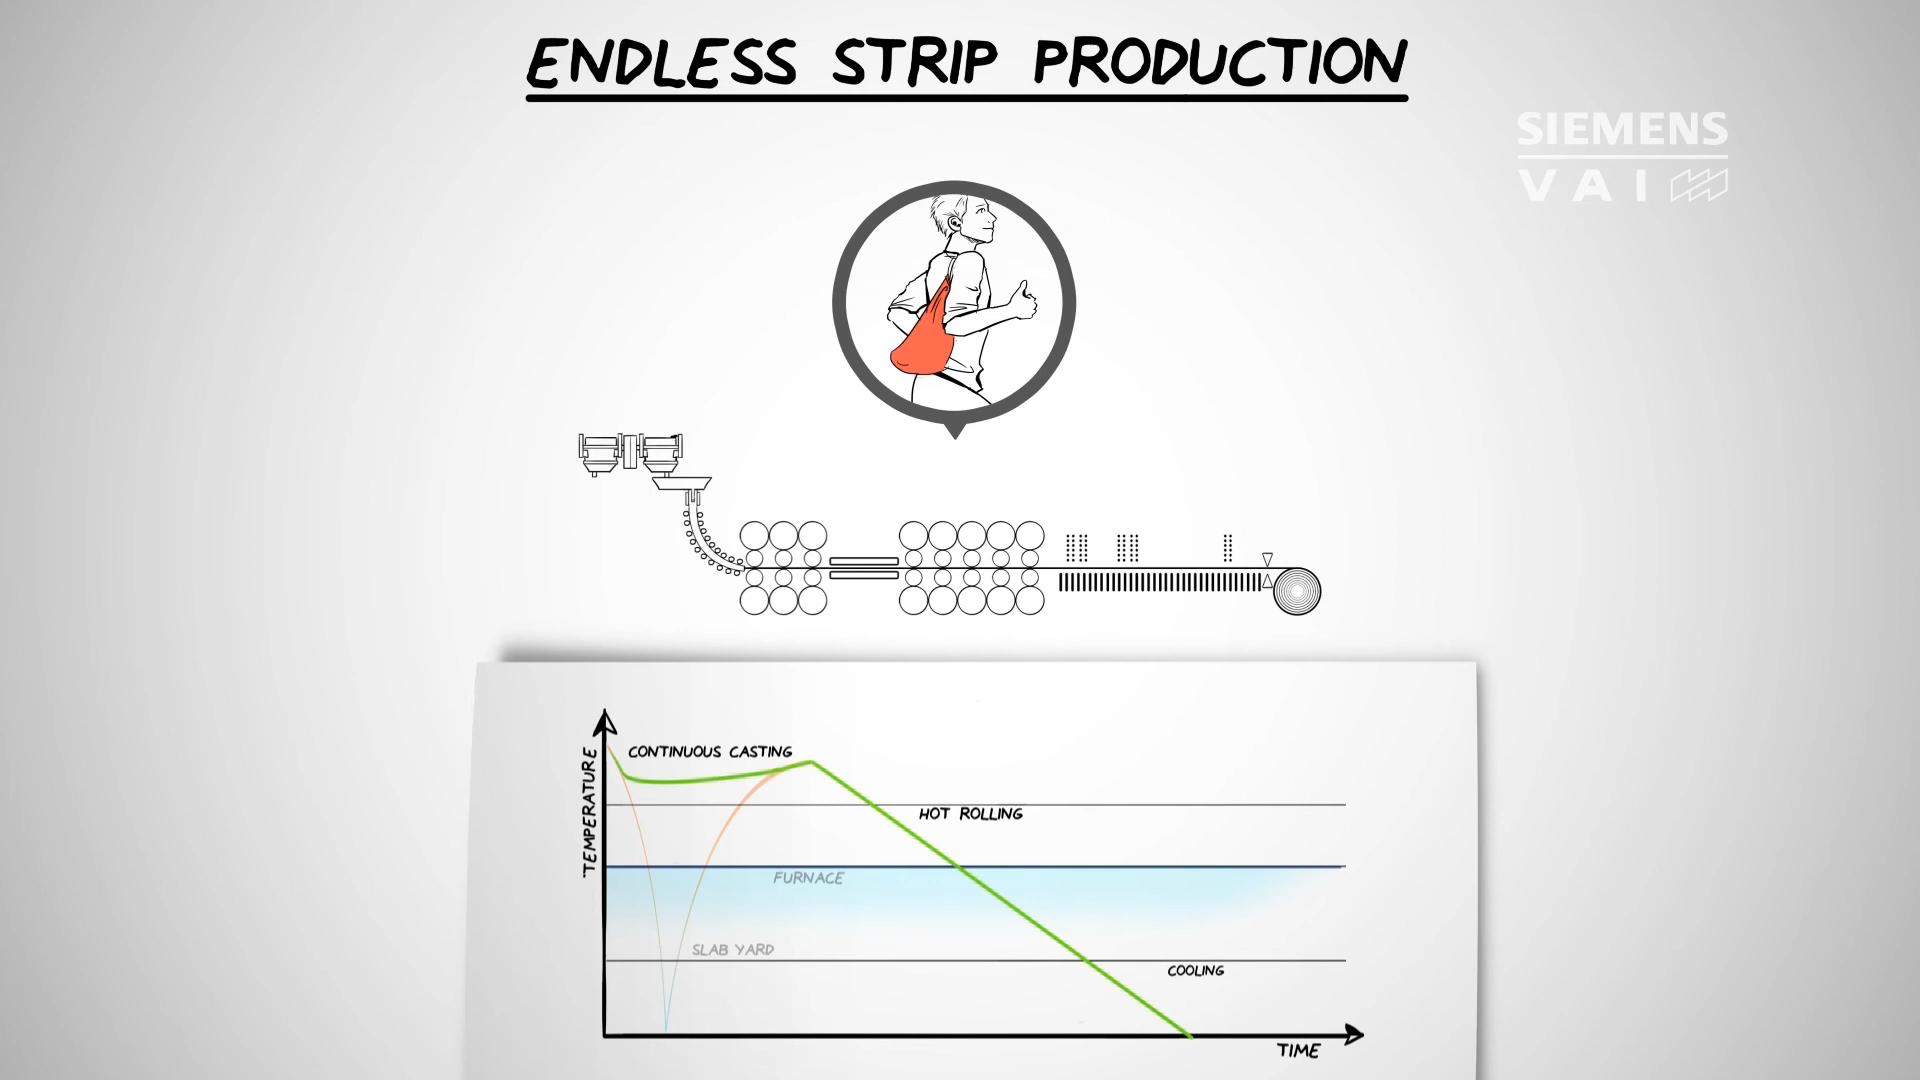 ENDLESS STRIP PRODUCTION
SIEMENS
VAI
TEMPERATURE
CONTINUOUS CASTING
HOT ROLLING
FURNACE
SLAB YARD
COOLING
TIME